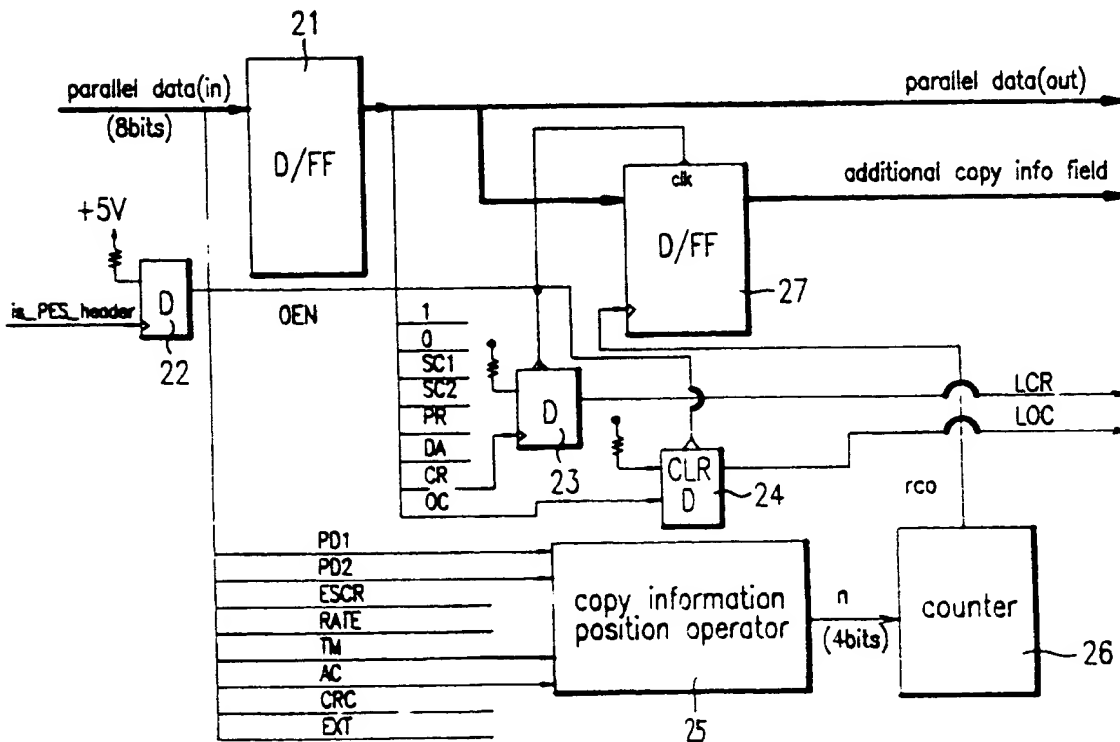 21
parallel data(in)
(8bits)
D/FF
parallel data(out)
clk
D/FF
27
additional copy info field
+5V
D
22
is_PES_header
OEN
1
0
SC1
SC2
PR
DA
CR
OC
D
23
CLR
D
24
LCR
LOC
rco
PD1
PD2
ESCR
RATE
TM
AC
CRC
EXT
copy information
position operator
25
n
(4bits)
counter
26